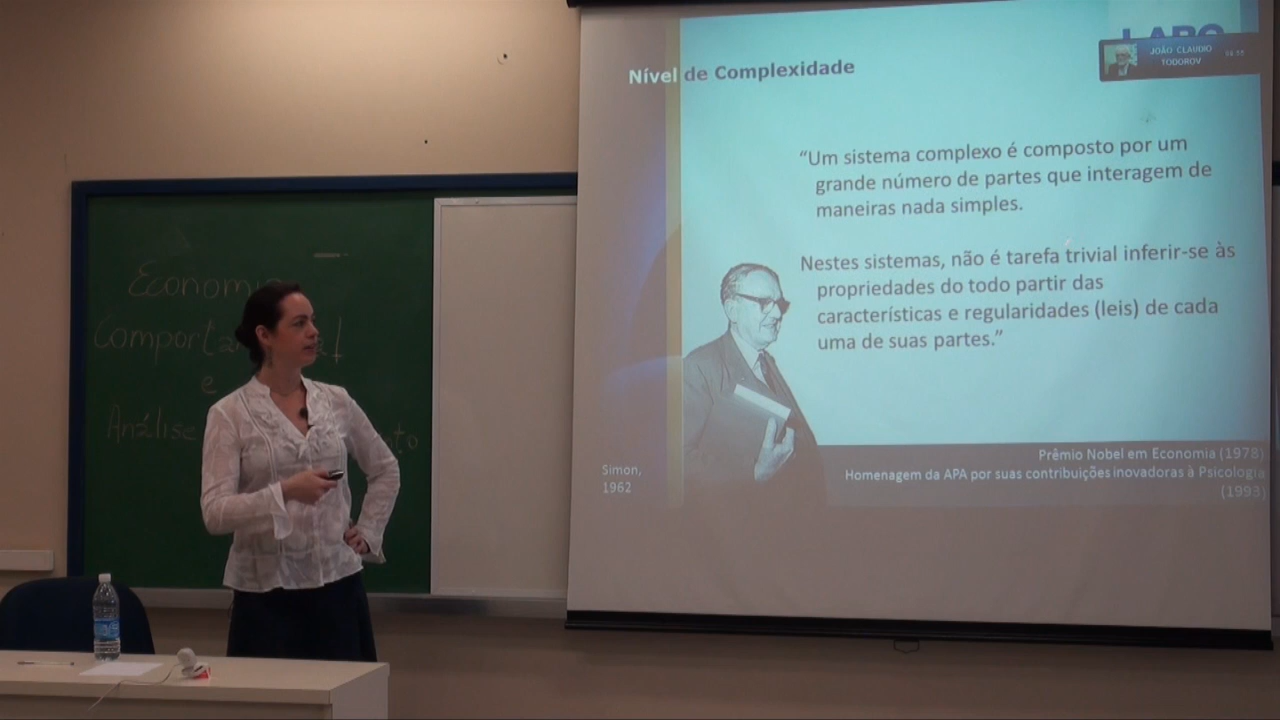 LABO
JOÃO CLAUDIO
TODOROV
Nível de Complexidade
“Um sistema complexo é composto por um
grande número de partes que interagem de
maneiras nada simples.
Nestes sistemas, não é tarefa trivial inferir-se às
propriedades do todo partir das
características e regularidades (leis) de cada
uma de suas partes.”
Simon,
1962
Prêmio Nobel em Economia (1978)
Homenagem da APA por suas contribuições inovadoras à Psicologia
(1993)
Economi
Comport
e
Análise
to